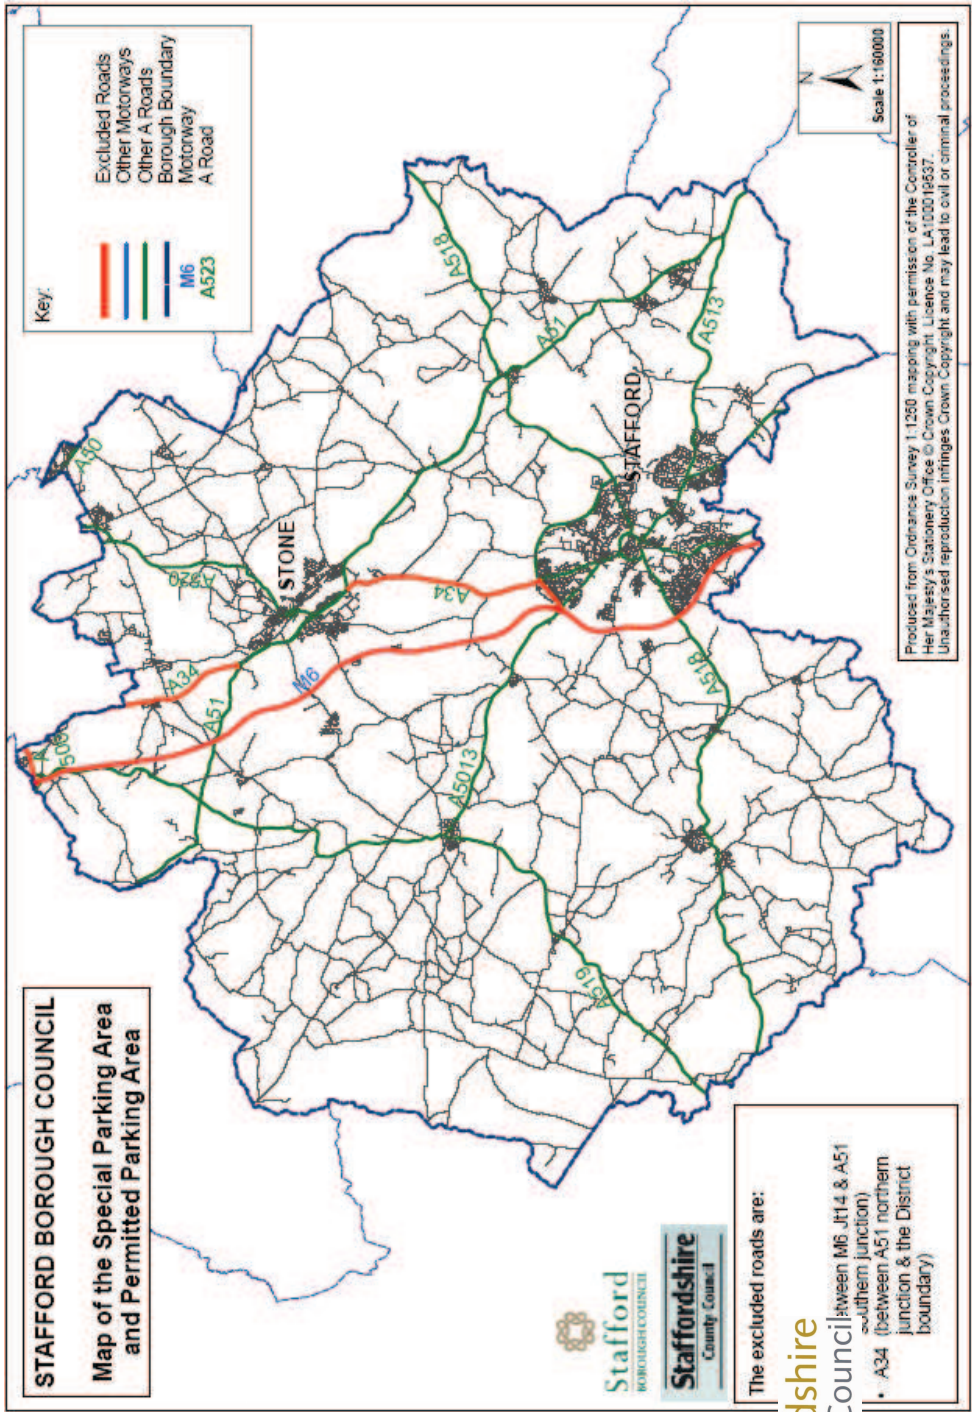 STAFFORD BOROUGH COUNCIL
Map of the Special Parking Area
and Permitted Parking Area
Key:
Excluded Roads
Other Motorways
Other A Roads
Borough Boundary
M6 Motorway
A523 A Road
A50
A520
STONE
A34
A34
M6
A51
A5013
A518
A51
A513
STAFFORD
A518
A519
N
Scale 1:160000
Stafford
BOROUGH COUNCIL
Staffordshire
County Council
The excluded roads are:
etween M6 Jt14 & A51
southern junction)
• A34 (between A51 northern
junction & the District
boundary)
dshire
Council
Produced from Ordnance Survey 1:1250 mapping with permission of the Controller of
Her Majesty's Stationery Office © Crown Copyright. Licence No. LA100019637.
Unauthorised reproduction infringes Crown Copyright and may lead to civil or criminal proceedings.